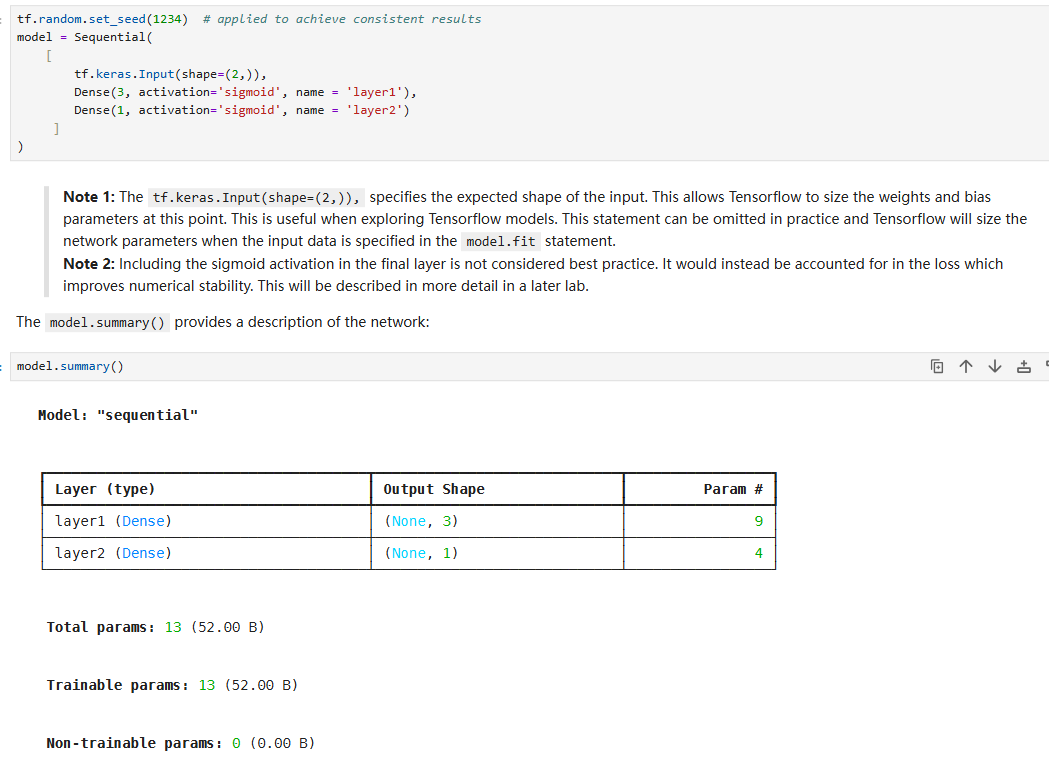 tf.random.set_seed(1234)  # applied to achieve consistent results
model = Sequential(
    [
        tf.keras.Input(shape=(2,)),
        Dense(3, activation='sigmoid', name = 'layer1'),
        Dense(1, activation='sigmoid', name = 'layer2')
     ]
)
Note 1: The tf.keras.Input(shape=(2,)), specifies the expected shape of the input. This allows Tensorflow to size the weights and bias
parameters at this point. This is useful when exploring Tensorflow models. This statement can be omitted in practice and Tensorflow will size the
network parameters when the input data is specified in the model.fit statement.
Note 2: Including the sigmoid activation in the final layer is not considered best practice. It would instead be accounted for in the loss which
improves numerical stability. This will be described in more detail in a later lab.
The model.summary() provides a description of the network:
model.summary()
Model: "sequential"
Layer (type) Output Shape Param #
layer1 (Dense) (None, 3) 9
layer2 (Dense) (None, 1) 4
Total params: 13 (52.00 B)
Trainable params: 13 (52.00 B)
Non-trainable params: 0 (0.00 B)